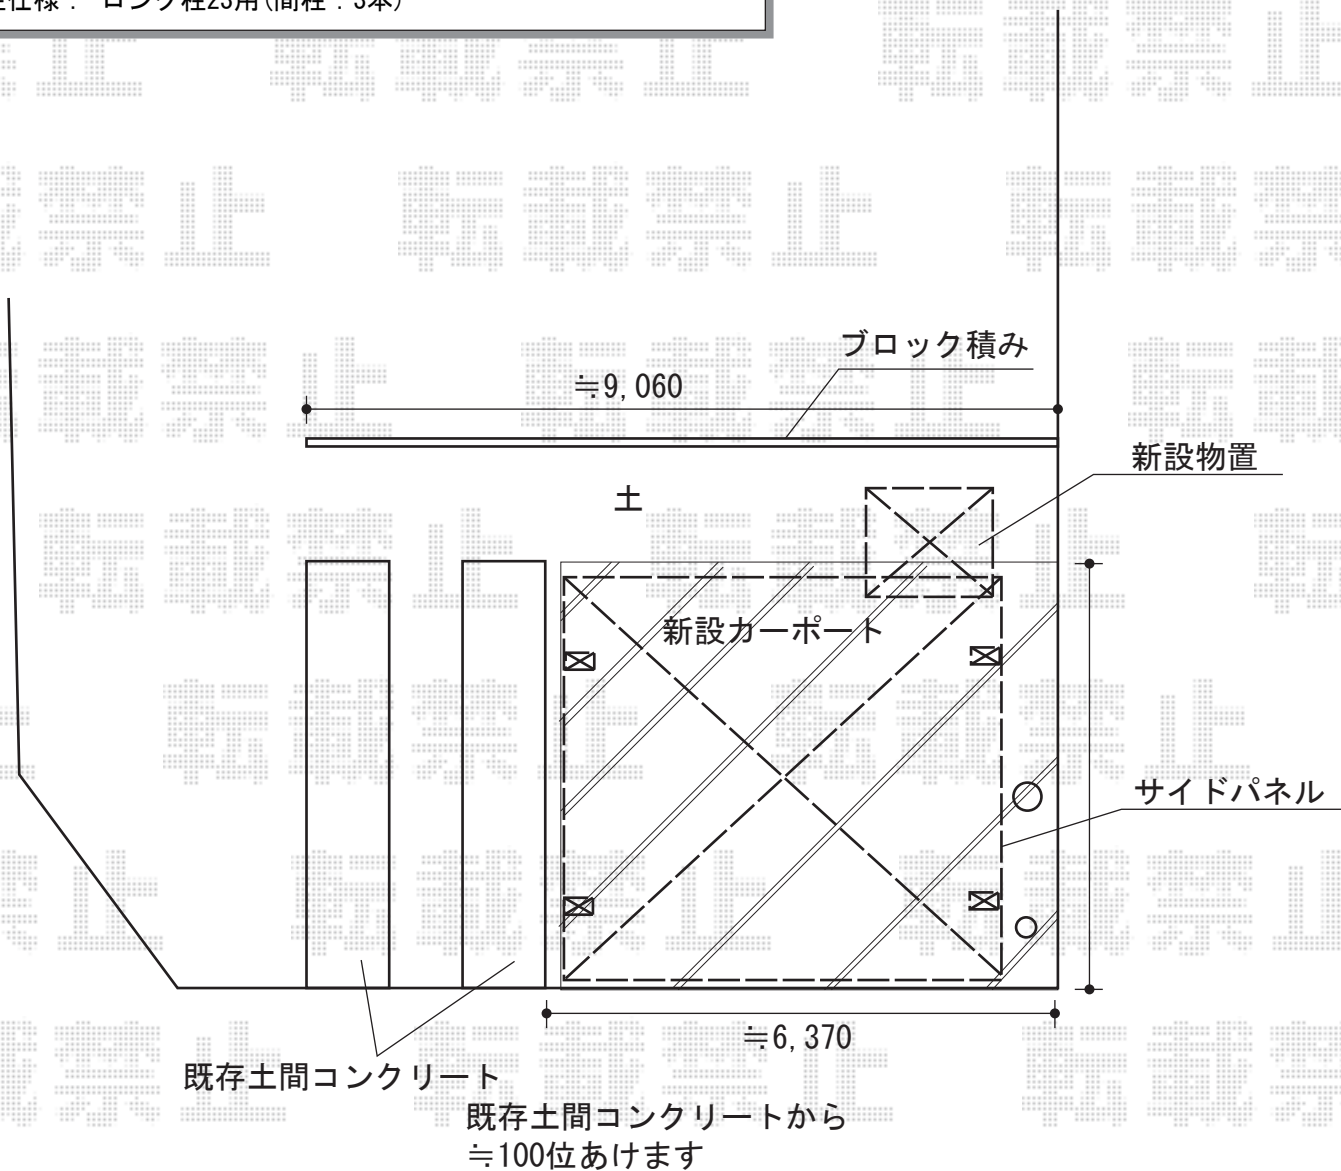 ロング柱23用(間柱：3本)
ブロック積み
≒9,060
新設物置
土
新設カーポート
サイドパネル
≒6,370
既存土間コンクリート
既存土間コンクリートから
≒100位あけます
転載禁止